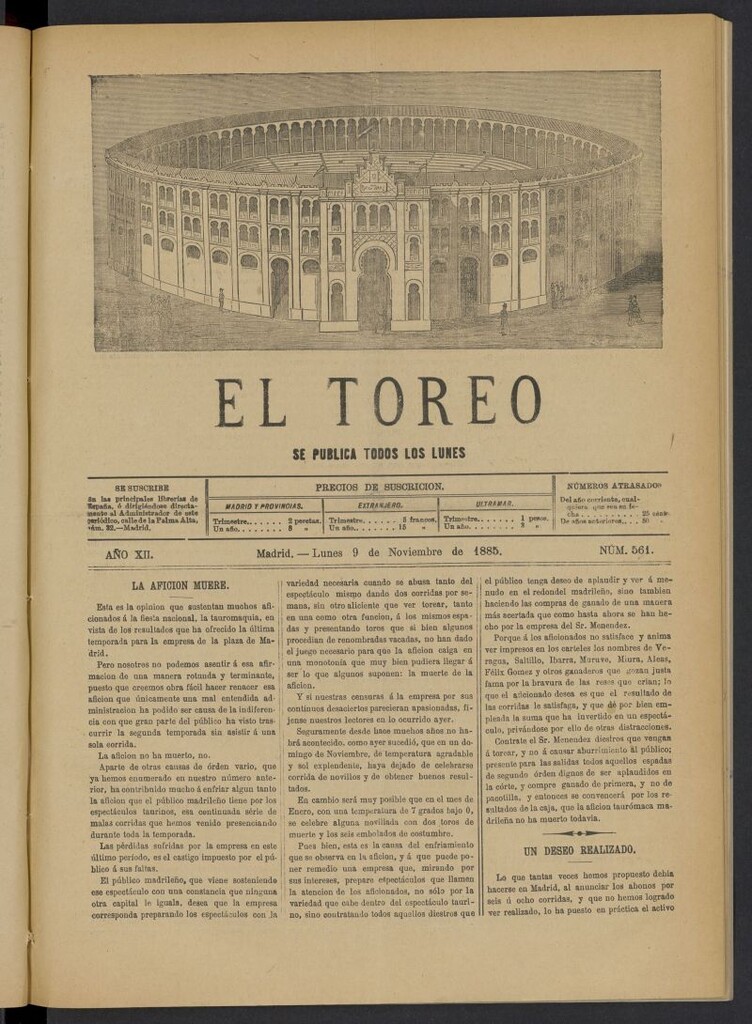 EL TOREO
SE PUBLICA TODOS LOS LUNES
SE SUSCRIBE
En las principales librerías de
España, ó dirigiéndose directa-
mente al Administrador de este
periódico, calle de la Palma Alta,
núm. 32.—Madrid.
PRECIOS DE SUSCRICION.
MADRID Y PROVINCIAS.
Trimestre...... 2 pesetas.
Un año...... 8 »
EXTRANJERO.
Trimestre...... 5 francos.
Un año...... 15 »
ULTRAMAR.
Trimestre...... 1 peso.
Un año...... 3 »
NÚMEROS ATRASADOS
Del año corriente, cual-
quiera que sea su fe-
cha........ 25 cénts
De años anteriores.. 50 »
AÑO XII.
Madrid.—Lunes 9 de Noviembre de 1885.
NÚM. 561.
LA AFICION MUERE.
Esta es la opinion que sustentan muchos afi-
cionados á la fiesta nacional, la tauromaquia, en
vista de los resultados que ha ofrecido la última
temporada para la empresa de la plaza de Ma-
drid.
Pero nosotros no podemos asentir á esa afir-
macion de una manera rotunda y terminante,
puesto que creemos obra fácil hacer renacer esa
aficion que únicamente una mal entendida ad-
ministracion ha podido ser causa de la indiferen-
cia con que gran parte del público ha visto tras-
currir la segunda temporada sin asistir á una
sola corrida.
La aficion no ha muerto, no.
Aparte de otras causas de órden vario, que
ya hemos enumerado en nuestro número ante-
rior, ha contribuido mucho á enfriar algun tanto
la aficion que el público madrileño tiene por los
espectáculos taurinos, esa continuada série de
malas corridas que hemos venido presenciando
durante toda la temporada.
Las pérdidas sufridas por la empresa en este
último período, es el castigo impuesto por el pú-
blico á sus faltas.
El público madrileño, que viene sosteniendo
ese espectáculo con una constancia que ninguna
otra capital le iguala, desea que la empresa
corresponda preparando los espectáculos con la
variedad necesaria cuando se abusa tanto del
espectáculo mismo dando dos corridas por se-
mana, sin otro aliciente que ver torear, tanto
en una como otra funcion, á los mismos espa-
das y presentando toros que si bien algunos
procedian de renombradas vacadas, no han dado
el juego necesario para que la aficion caiga en
una monotonía que muy bien pudiera llegar á
ser lo que algunos suponen: la muerte de la
aficion.
Y si nuestras censuras á la empresa por sus
contínuos desaciertos parecieran apasionadas, fí-
jense nuestros lectores en lo ocurrido ayer.
Seguramente desde hace muchos años no ha-
brá acontecido, como ayer sucedió, que en un do-
mingo de Noviembre, de temperatura agradable
y sol explendente, haya dejado de celebrarse
corrida de novillos y de obtener buenos resul-
tados.
En cambio será muy posible que en el mes de
Enero, con una temperatura de 7 grados bajo 0,
se celebre alguna novillada con dos toros de
muerte y los seis embolados de costumbre.
Pues bien, esta es la causa del enfriamiento
que se observa en la aficion, y á que puede po-
ner remedio una empresa que, mirando por
sus intereses, prepare espectáculos que llamen
la atencion de los aficionados, no sólo por la
variedad que cabe dentro del espectáculo tauri-
no, sino contratando todos aquellos diestros que
el público tenga deseo de aplaudir y ver á me-
nudo en el redondel madrileño, sino tambien
haciendo las compras de ganado de una manera
más acertada que como hasta ahora se han he-
cho por la empresa del Sr. Menendez.
Porque á los aficionados no satisface y anima
ver impresos en los carteles los nombres de Ve-
ragua, Saltillo, Ibarra, Muruve, Miura, Aleas,
Félix Gomez y otros ganaderos que gozan justa
fama por la bravura de las reses que crian; lo
que el aficionado desea es que el resultado de
las corridas le satisfaga, y que dé por bien em-
pleada la suma que ha invertido en un espectá-
culo, privándose por ello de otras distracciones.
Contrate el Sr. Menendez diestros que vengan
á torear, y no á causar aburrimiento al público;
presente para las salidas todos aquellos espadas
de segundo órden dignos de ser aplaudidos en
la córte, y compre ganado de primera, y no de
pacotilla, y entonces se convencerá por los re-
sultados de la caja, que la aficion taurómaca ma-
drileña no ha muerto todavía.
UN DESEO REALIZADO.
Lo que tantas veces hemos propuesto debia
hacerse en Madrid, al anunciar los abonos por
seis ú ocho corridas, y que no hemos logrado
ver realizado, lo ha puesto en práctica el activo